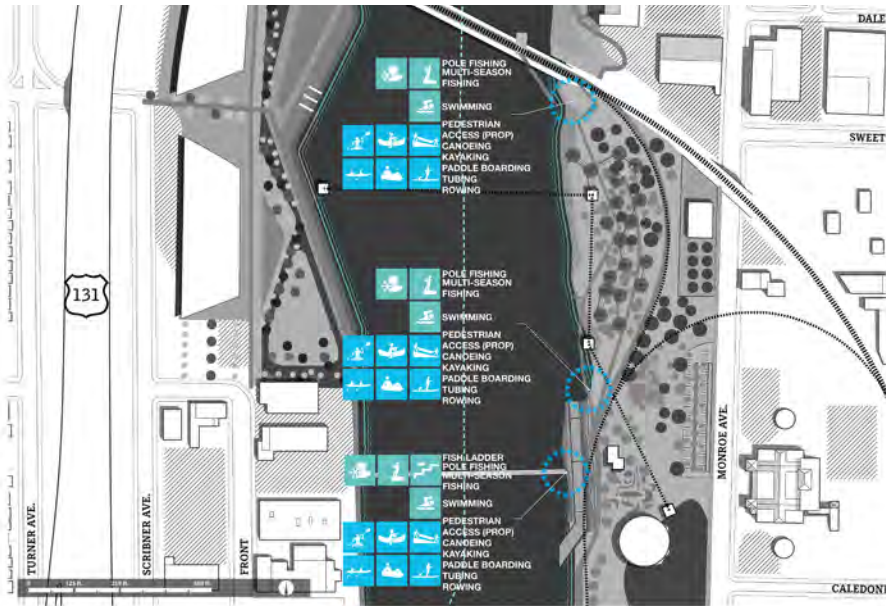 DALE
SWEET
POLE FISHING
MULTI-SEASON
FISHING
SWIMMING
PEDESTRIAN
ACCESS (PROP)
CANOEING
KAYAKING
PADDLE BOARDING
TUBING
ROWING
131
POLE FISHING
MULTI-SEASON
FISHING
SWIMMING
PEDESTRIAN
ACCESS (PROP)
CANOEING
KAYAKING
PADDLE BOARDING
TUBING
ROWING
MONROE AVE.
FISH LADDER
POLE FISHING
MULTI-SEASON
FISHING
SWIMMING
PEDESTRIAN
ACCESS (PROP)
CANOEING
KAYAKING
PADDLE BOARDING
TUBING
ROWING
TURNER AVE.
SCRIBNER AVE.
FRONT
CALEDONI